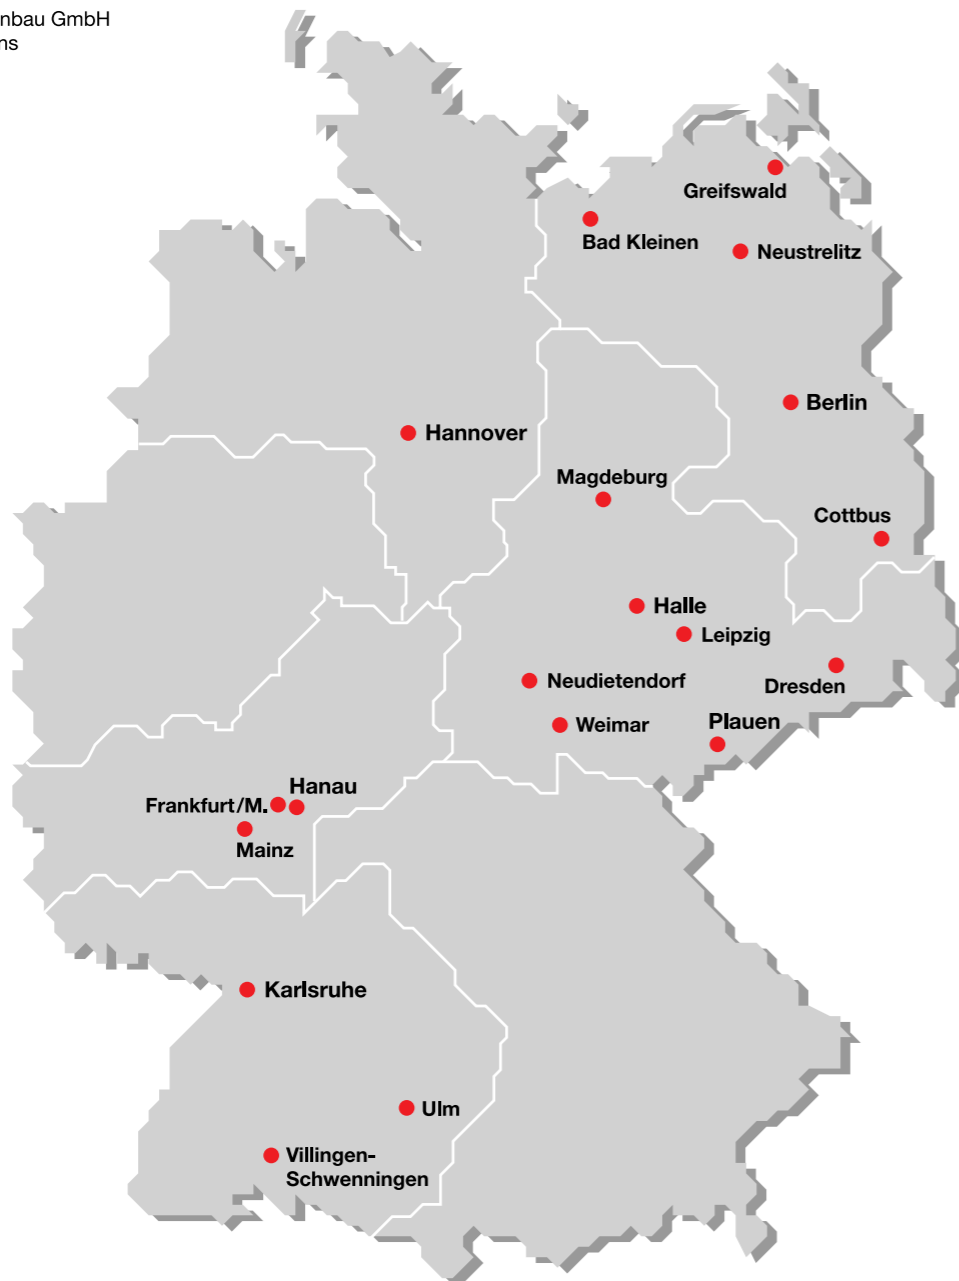 nbau GmbH
ns
Greifswald
Bad Kleinen
Neustrelitz
Berlin
Hannover
Magdeburg
Cottbus
Halle
Leipzig
Neudietendorf
Dresden
Weimar
Plauen
Hanau
Frankfurt/M.
Mainz
Karlsruhe
Ulm
Villingen-
Schwenningen